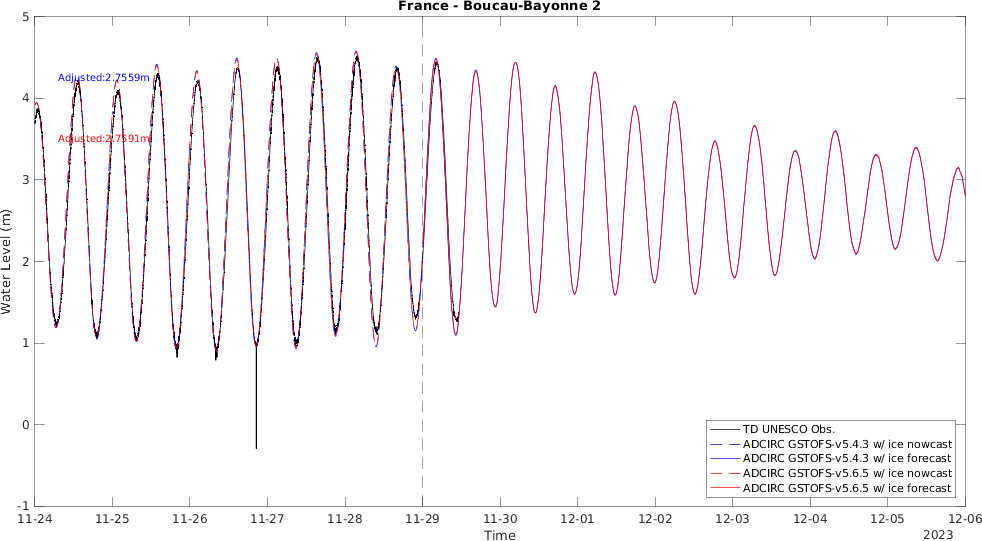 France - Boucau-Bayonne 2
5
4
3
2
1
0
-1
Water Level (m)
Adjusted:2.7559m
Adjusted:2.7591m
TD UNESCO Obs.
ADCIRC GSTOFS-v5.4.3 w/ ice nowcast
ADCIRC GSTOFS-v5.4.3 w/ ice forecast
ADCIRC GSTOFS-v5.6.5 w/ ice nowcast
ADCIRC GSTOFS-v5.6.5 w/ ice forecast
11-24 11-25 11-26 11-27 11-28 11-29 11-30 12-01 12-02 12-03 12-04 12-05 12-06
Time
2023